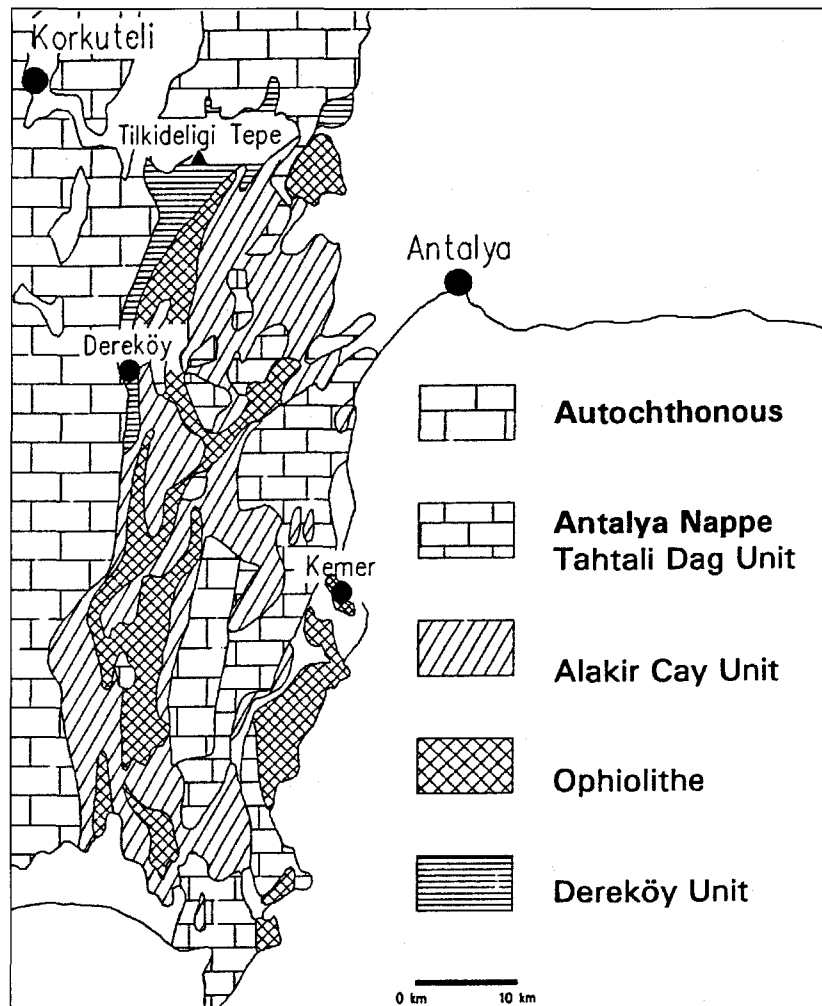 Korkuteli
Tilkideligi Tepe
Antalya
Dereköy
Autochthonous
Antalya Nappe
Tahtali Dag Unit
Kemer
Alakir Cay Unit
Ophiolithe
Dereköy Unit
0 km 10 km